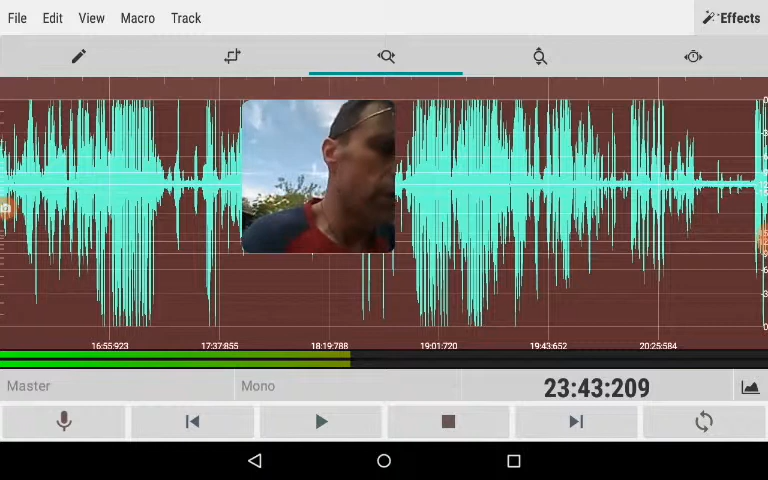 File Edit View Macro Track Effects
16:55:923 17:37:855 18:19:788 19:01:720 19:43:652 20:25:584
Master Mono 23:43:209